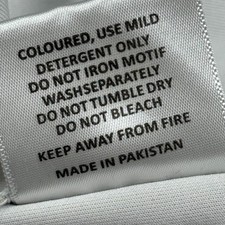 COLOURED, USE MILD
DETERGENT ONLY
DO NOT IRON MOTIF
WASHSEPARATELY
DO NOT TUMBLE DRY
DO NOT BLEACH
KEEP AWAY FROM FIRE
MADE IN PAKISTAN